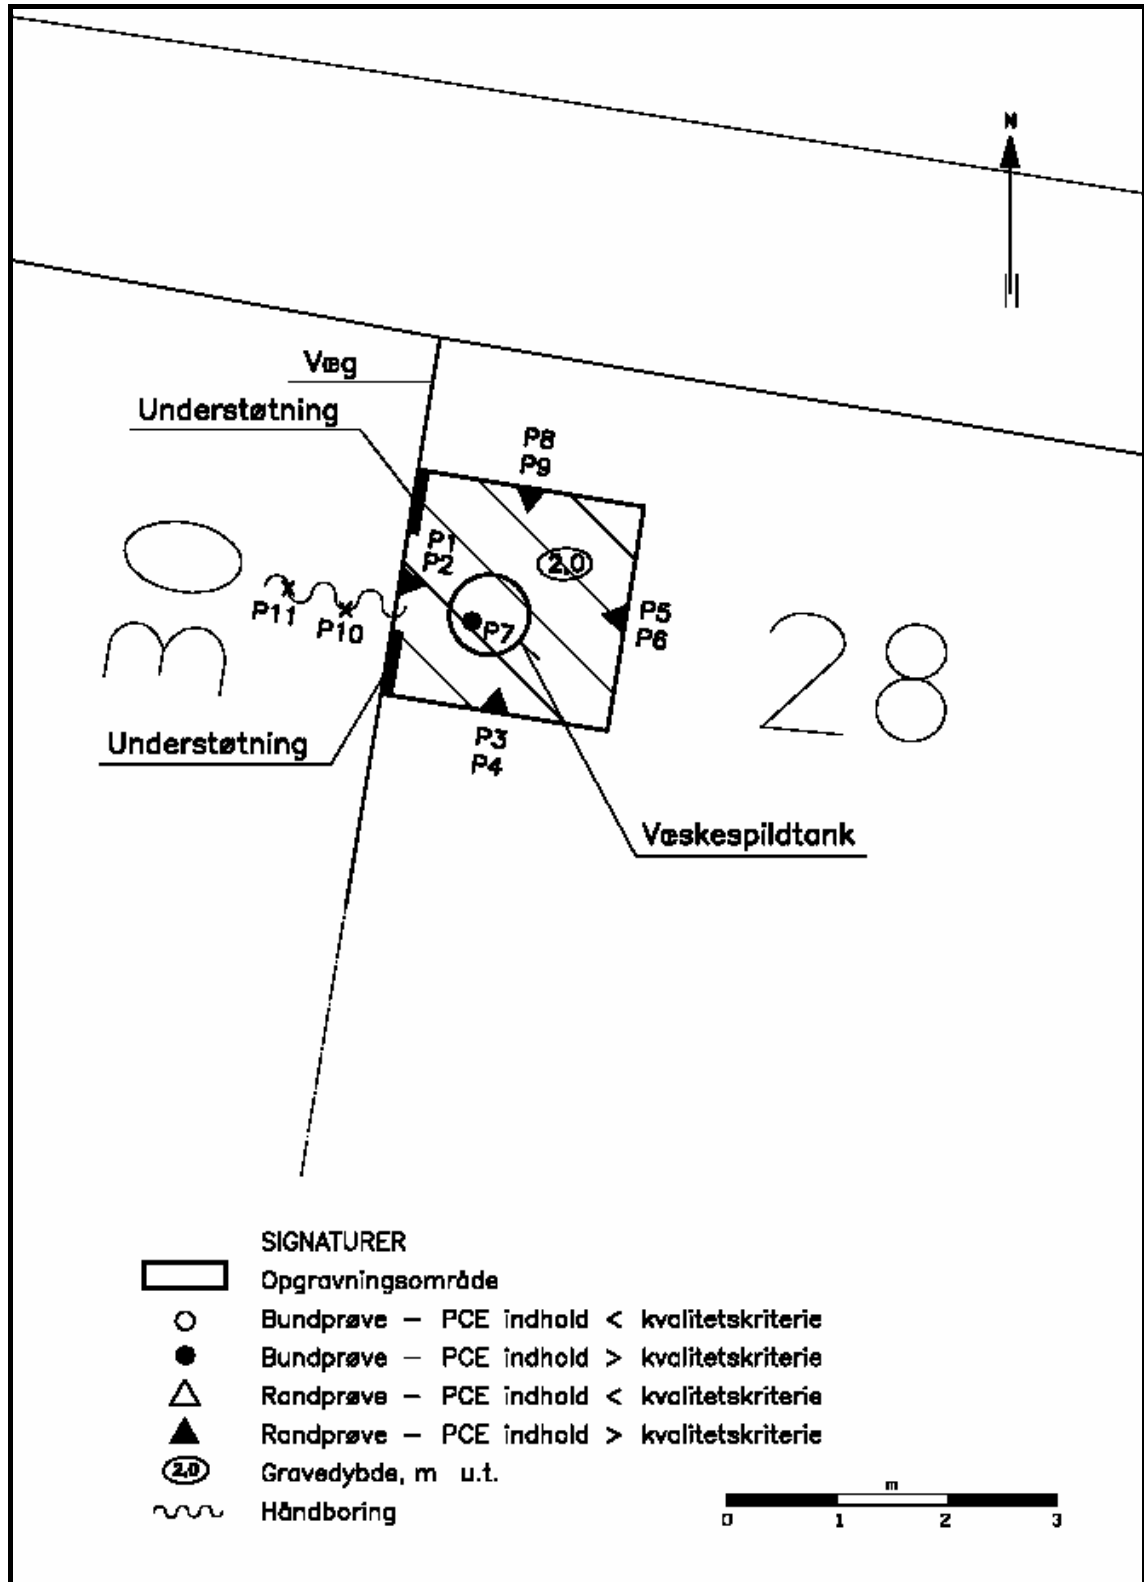 N
Væg
Understøtning
P8
P9
P1
P2
2,0
P11
P10
P7
P5
P6
30
28
P3
P4
Understøtning
Væskespildtank
SIGNATURER
Opgravningsområde
Bundprøve – PCE indhold < kvalitetskriterie
Bundprøve – PCE indhold > kvalitetskriterie
Randprøve – PCE indhold < kvalitetskriterie
Randprøve – PCE indhold > kvalitetskriterie
2,0 Gravedybde, m u.t.
Håndboring
m
0 1 2 3